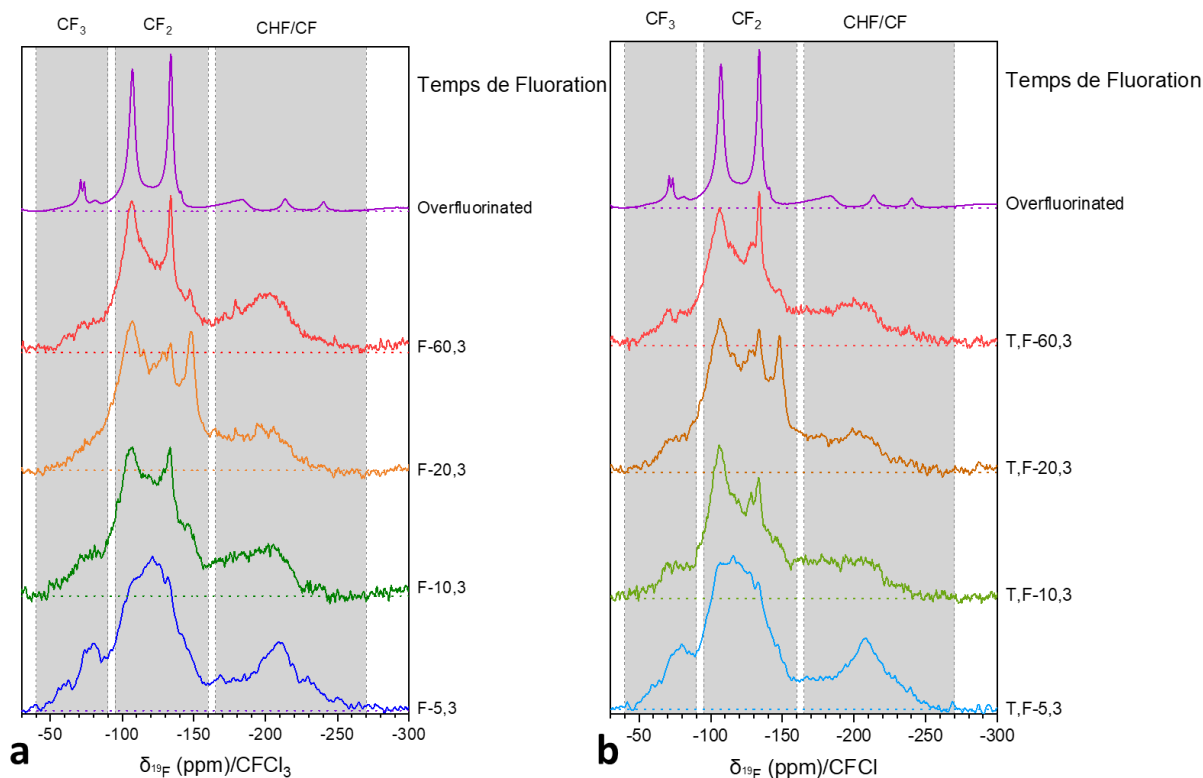 CF₃ CF₂ CHF/CF
Temps de Fluoration
Overfluorinated
F-60,3
F-20,3
F-10,3
F-5,3
-50 -100 -150 -200 -250 -300
a
δ¹⁹F (ppm)/CFCl₃
CF₃ CF₂ CHF/CF
Temps de Fluoration
Overfluorinated
T,F-60,3
T,F-20,3
T,F-10,3
T,F-5,3
-50 -100 -150 -200 -250 -300
b
δ¹⁹F (ppm)/CFCl